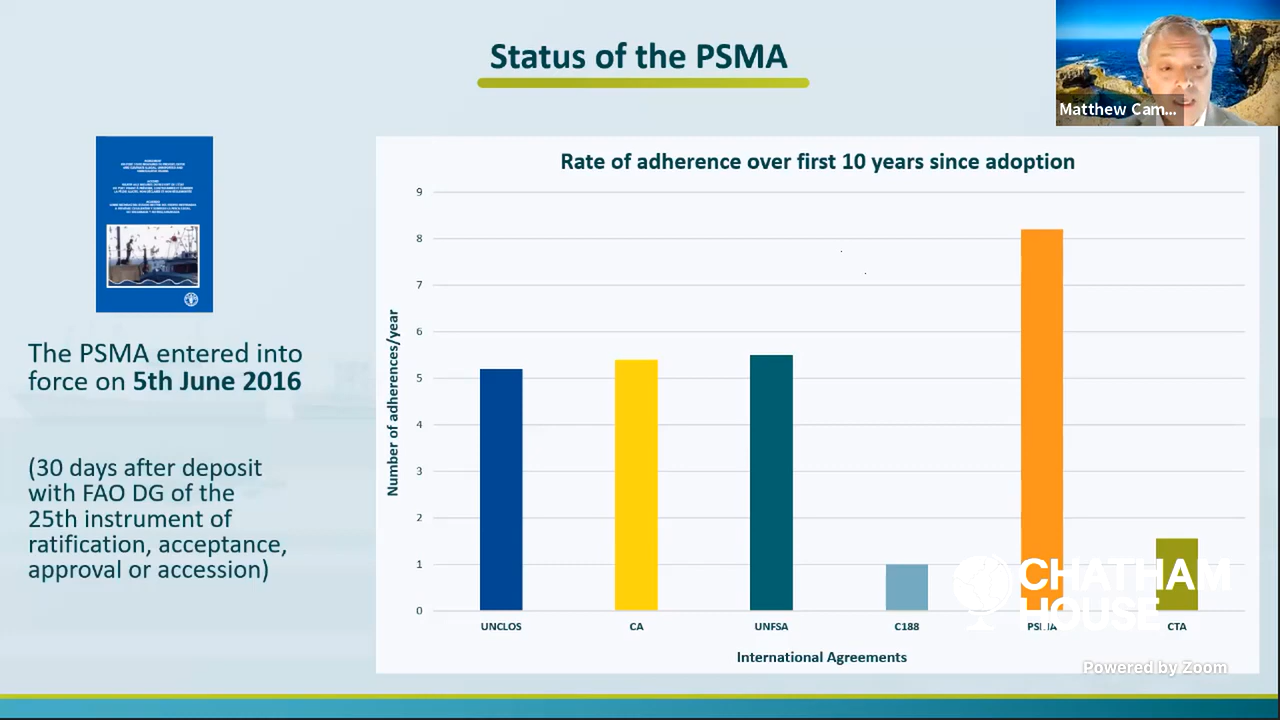 Status of the PSMA
Matthew Cam...
The PSMA entered into
force on 5th June 2016
(30 days after deposit
with FAO DG of the
25th instrument of
ratification, acceptance,
approval or accession)
Rate of adherence over first 10 years since adoption
Number of adherences/year
9
8
7
6
5
4
3
2
1
0
UNCLOS
CA
UNFSA
C188
PSMA
CTA
International Agreements
CHATHAM
HOUSE
Powered by Zoom